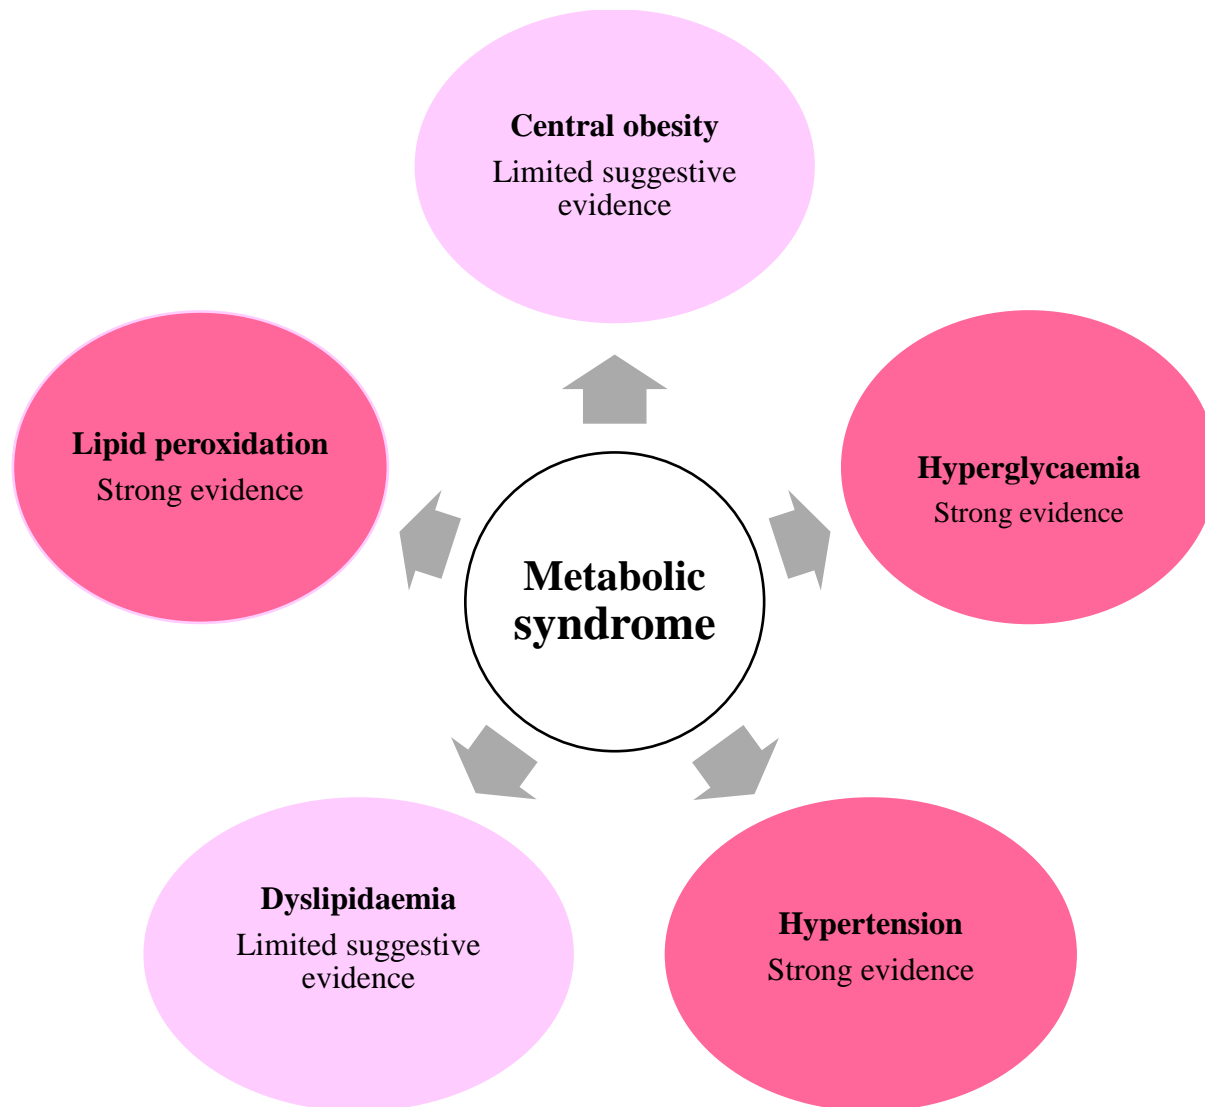 Central obesity
Limited suggestive
evidence
Lipid peroxidation
Strong evidence
Hyperglycaemia
Strong evidence
Metabolic
syndrome
Dyslipidaemia
Limited suggestive
evidence
Hypertension
Strong evidence